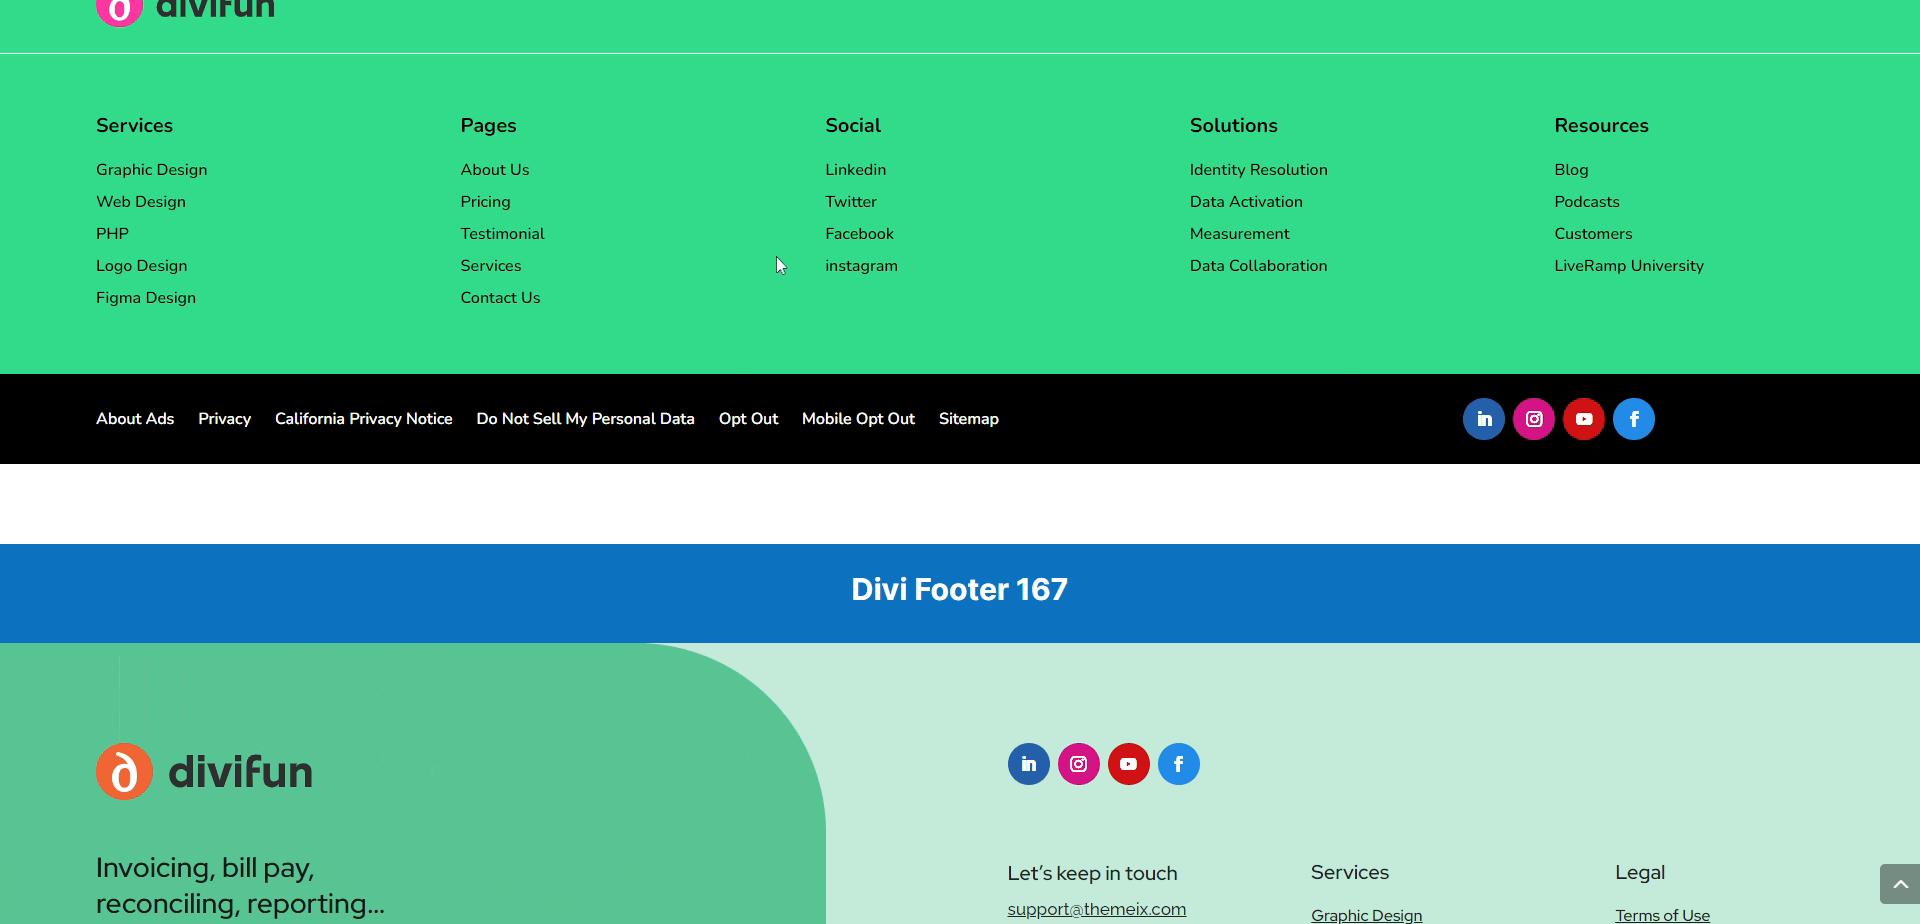 divifun
Services
Graphic Design
Web Design
PHP
Logo Design
Figma Design
Pages
About Us
Pricing
Testimonial
Services
Contact Us
Social
Linkedin
Twitter
Facebook
instagram
Solutions
Identity Resolution
Data Activation
Measurement
Data Collaboration
Resources
Blog
Podcasts
Customers
LiveRamp University
About Ads Privacy California Privacy Notice Do Not Sell My Personal Data Opt Out Mobile Opt Out Sitemap
Divi Footer 167
divifun
Invoicing, bill pay,
reconciling, reporting...
Let’s keep in touch
support@themeix.com
Services
Graphic Design
Legal
Terms of Use